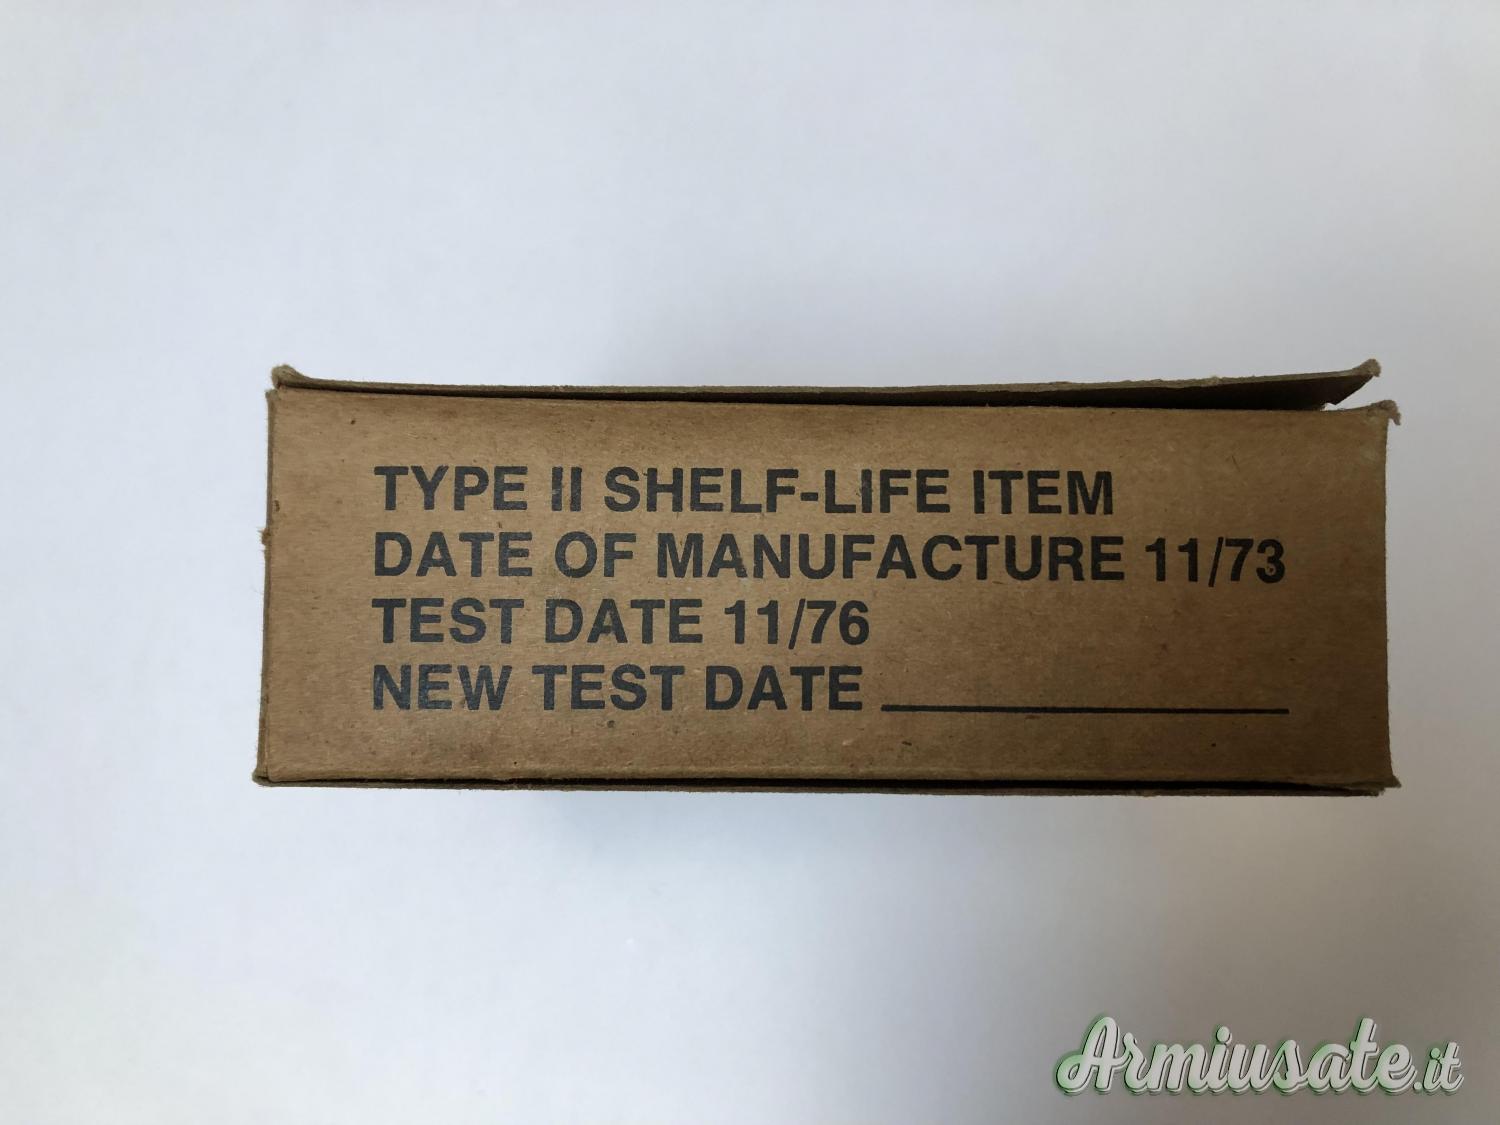 TYPE II SHELF-LIFE ITEM
DATE OF MANUFACTURE 11/73
TEST DATE 11/76
NEW TEST DATE
Armiusate.it